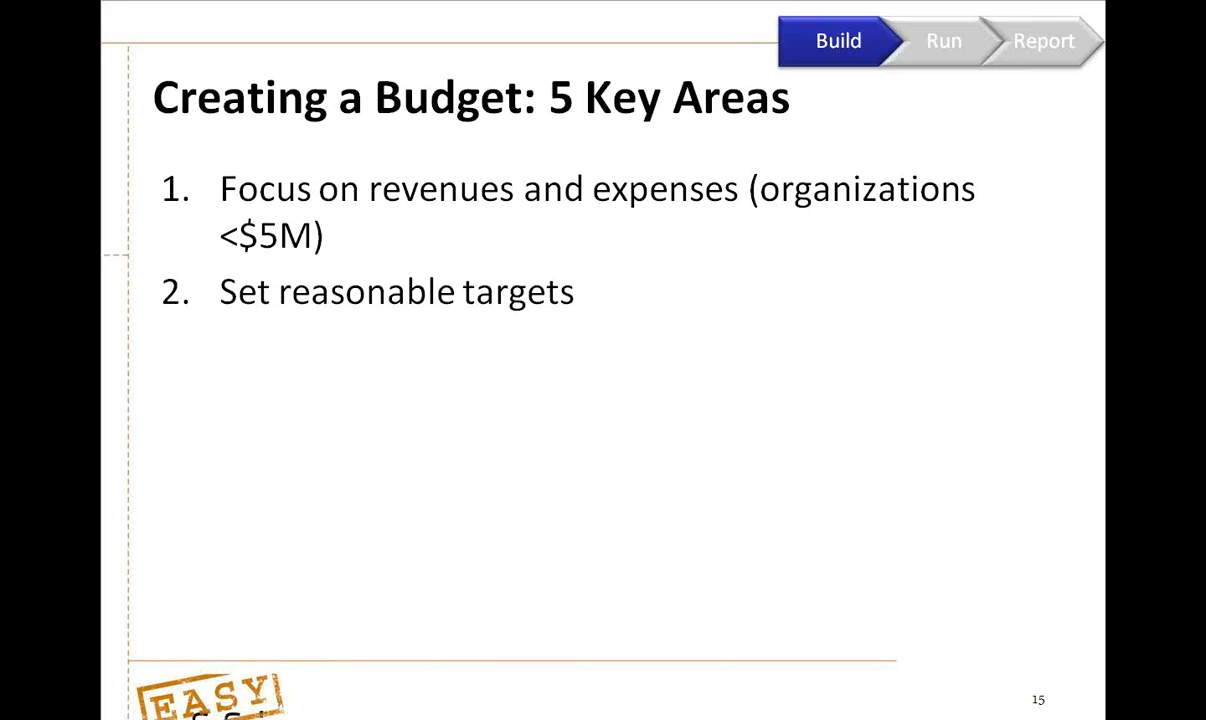 Build Run Report
Creating a Budget: 5 Key Areas
1. Focus on revenues and expenses (organizations
<$5M)
2. Set reasonable targets
EASY
15